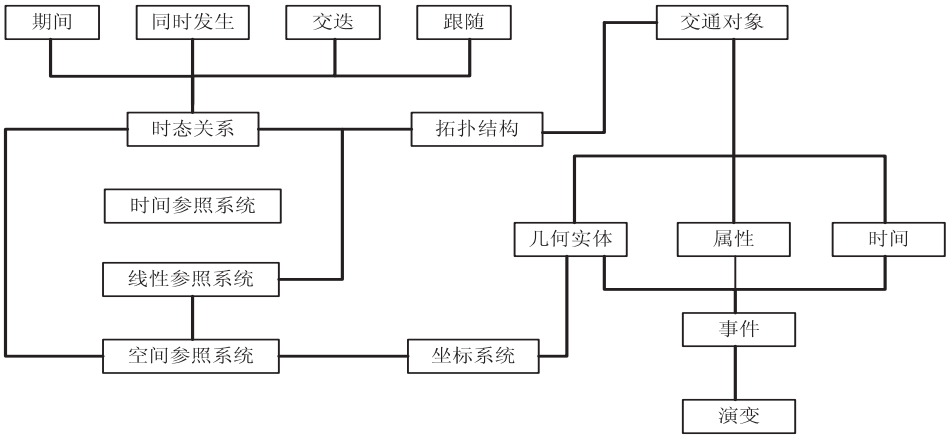 期间
同时发生
交迭
跟随
交通对象
时态关系
拓扑结构
时间参照系统
几何实体
属性
时间
线性参照系统
事件
空间参照系统
坐标系统
演变